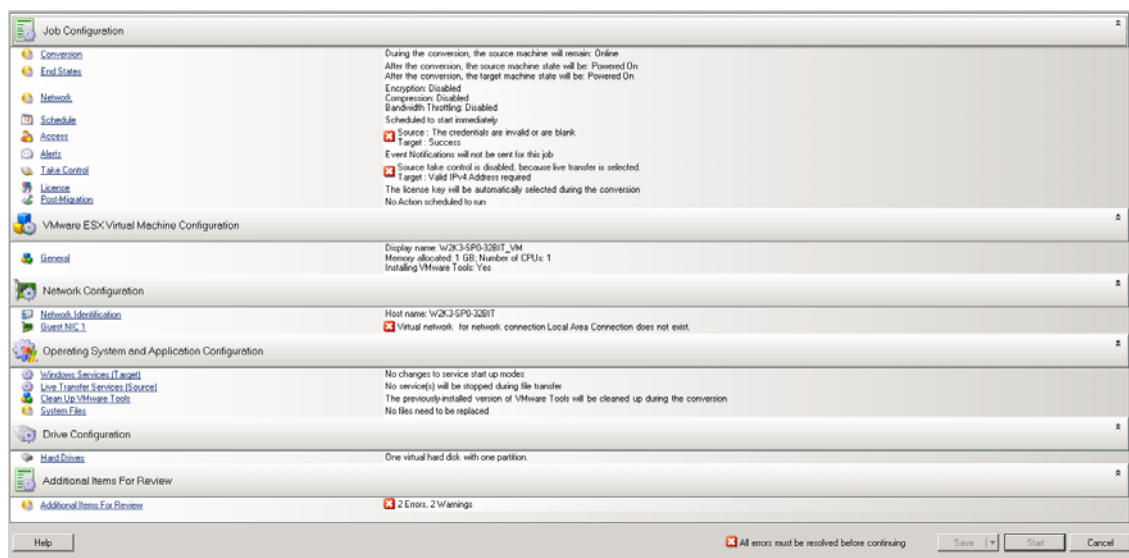 Job Configuration
Conversion
During the conversion, the source machine will remain: Online
End States
After the conversion, the source machine state will be: Powered On
After the conversion, the target machine state will be: Powered On
Network
Encryption: Disabled
Compression: Disabled
Bandwidth Throttling: Disabled
Schedule
Scheduled to start immediately
Access
Source : The credentials are invalid or are blank.
Target : Success
Alerts
Event Notifications will not be sent for this job
Take Control
Source take control is disabled, because live transfer is selected.
Target : Valid IPv4 Address required
License
The license key will be automatically selected during the conversion
Post-Migration
No Action scheduled to run
VMware ESX Virtual Machine Configuration
General
Display name: W2K3-SP0-32BIT_VM
Memory allocated: 1 GB; Number of CPUs: 1
Installing VMware Tools: Yes
Network Configuration
Network Identification
Host name: W2K3-SP0-32BIT
Guest NIC 1
Virtual network for network connection Local Area Connection does not exist.
Operating System and Application Configuration
Windows Services (Target)
No changes to service start up modes
Live Transfer Services (Source)
No service(s) will be stopped during file transfer
Clean Up VMware Tools
The previously-installed version of VMware Tools will be cleaned up during the conversion
System Files
No files need to be replaced
Drive Configuration
Hard Drives
One virtual hard disk with one partition.
Additional Items For Review
Additional Items For Review
2 Errors, 2 Warnings
Help
All errors must be resolved before continuing
Save
Start
Cancel